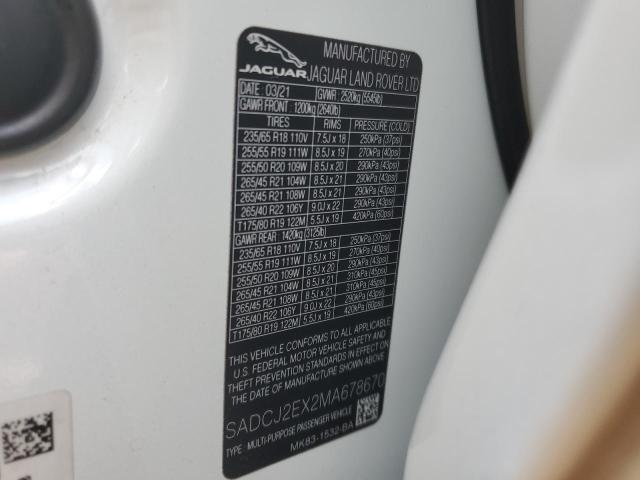 JAGUAR
MANUFACTURED BY
JAGUAR LAND ROVER LTD
DATE: 03/21 GVWR: 2520kg (5545lb)
GAWR FRONT: 1200kg (2640lb)
TIRES RIMS PRESSURE (COLD)
235/65 R18 110V 7.5J x 18 250kPa (37psi)
255/55 R19 111W 8.5J x 19 270kPa (40psi)
255/50 R20 109W 8.5J x 20 290kPa (43psi)
265/45 R21 104W 8.5J x 21 290kPa (43psi)
265/45 R21 108W 8.5J x 21 290kPa (43psi)
265/40 R22 106Y 9.0J x 22 290kPa (43psi)
T175/80 R19 122M 5.5J x 19 420kPa (60psi)
GAWR REAR: 1420kg (3125lb)
235/65 R18 110V 7.5J x 18 250kPa (37psi)
255/55 R19 111W 8.5J x 19 270kPa (40psi)
255/50 R20 109W 8.5J x 20 290kPa (43psi)
265/45 R21 104W 8.5J x 21 310kPa (45psi)
265/45 R21 108W 8.5J x 21 310kPa (45psi)
265/40 R22 106Y 9.0J x 22 290kPa (43psi)
T175/80 R19 122M 5.5J x 19 420kPa (60psi)
THIS VEHICLE CONFORMS TO ALL APPLICABLE
U.S. FEDERAL MOTOR VEHICLE SAFETY AND
THEFT PREVENTION STANDARDS IN EFFECT ON
THE DATE OF MANUFACTURE SHOWN ABOVE.
SADCJ2EX2MA678670
TYPE: MULTI-PURPOSE PASSENGER VEHICLE
MK83-1532-BA